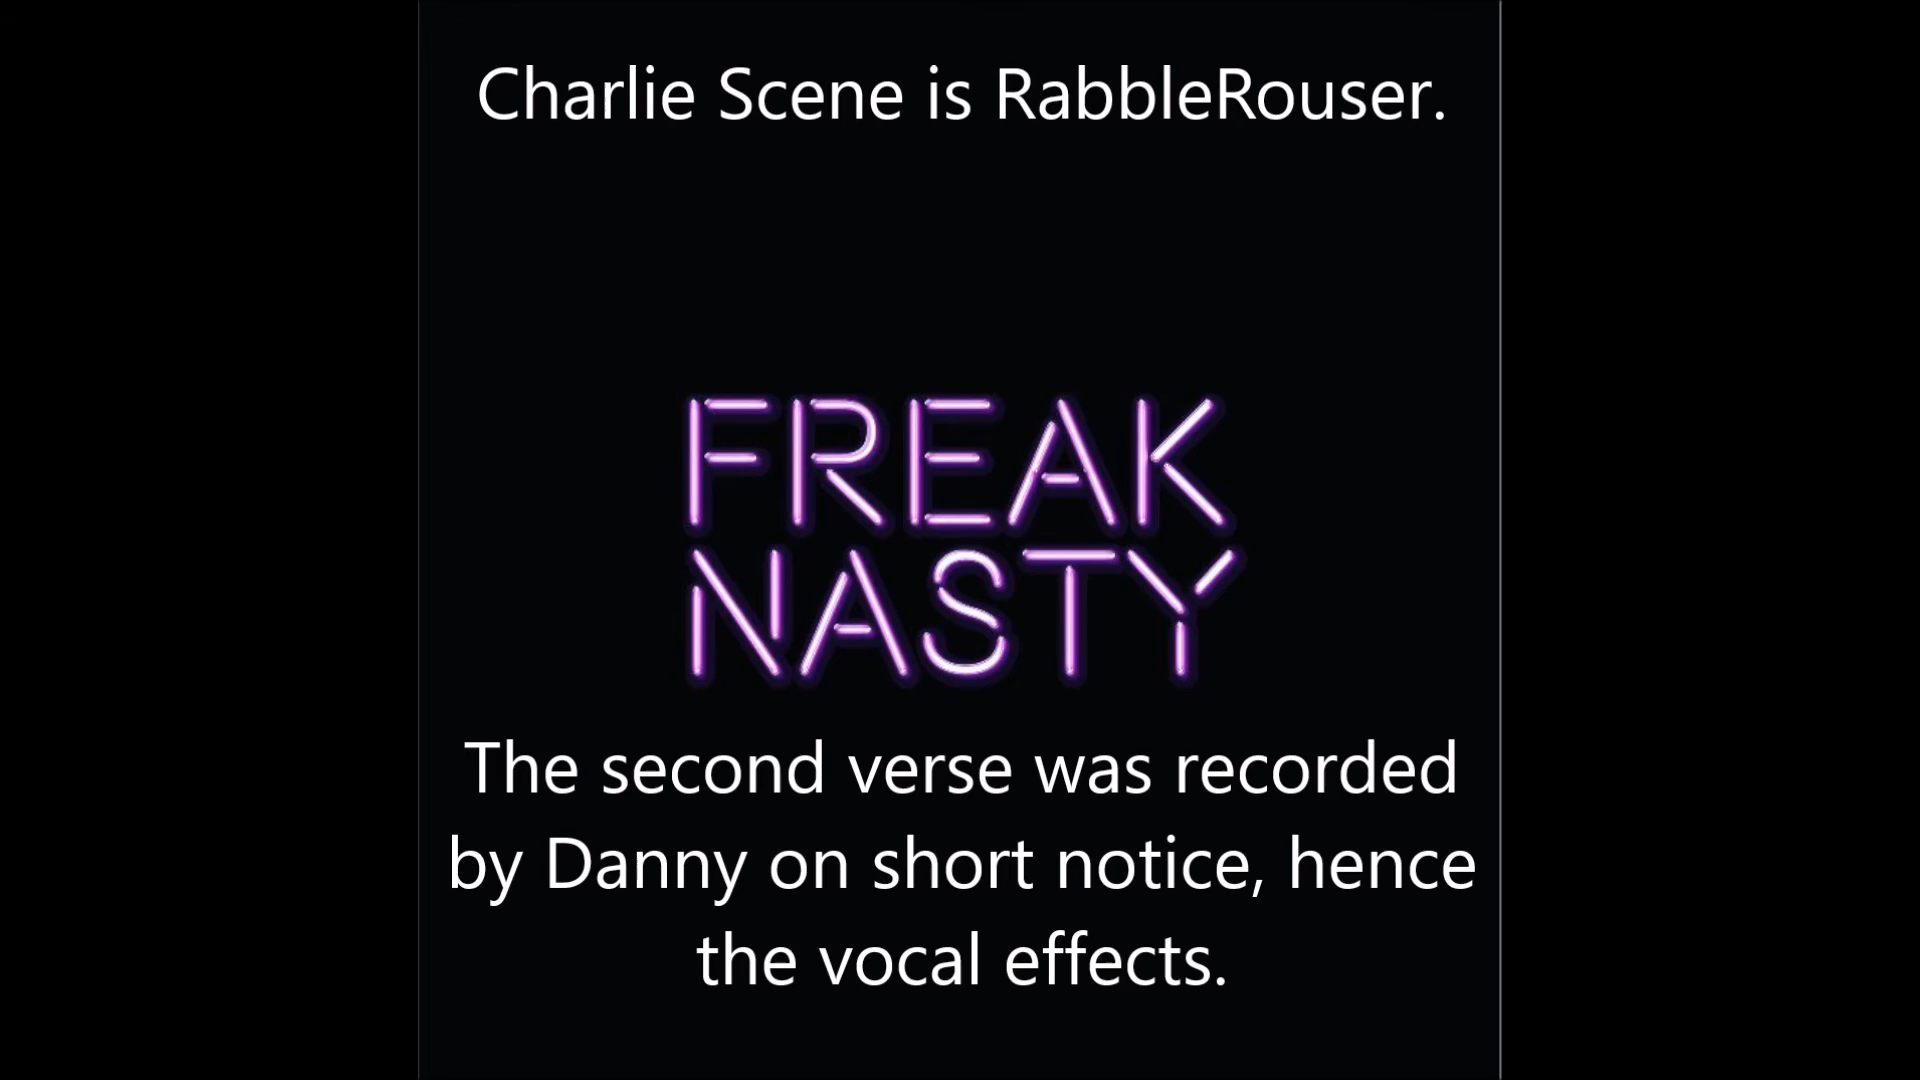 Charlie Scene is RabbleRouser.
FREAK
NASTY
The second verse was recorded
by Danny on short notice, hence
the vocal effects.